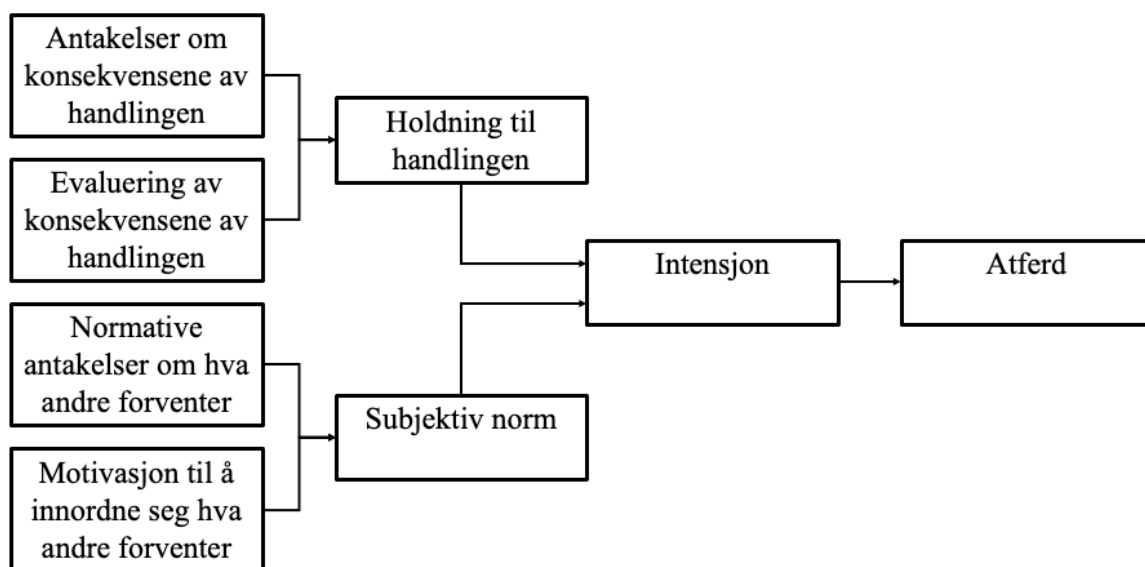 Antakelser om
konsekvensene av
handlingen
Evaluering av
konsekvensene av
handlingen
Normative
antakelser om hva
andre forventer
Motivasjon til å
innordne seg hva
andre forventer
Holdning til
handlingen
Subjektiv norm
Intensjon
Atferd